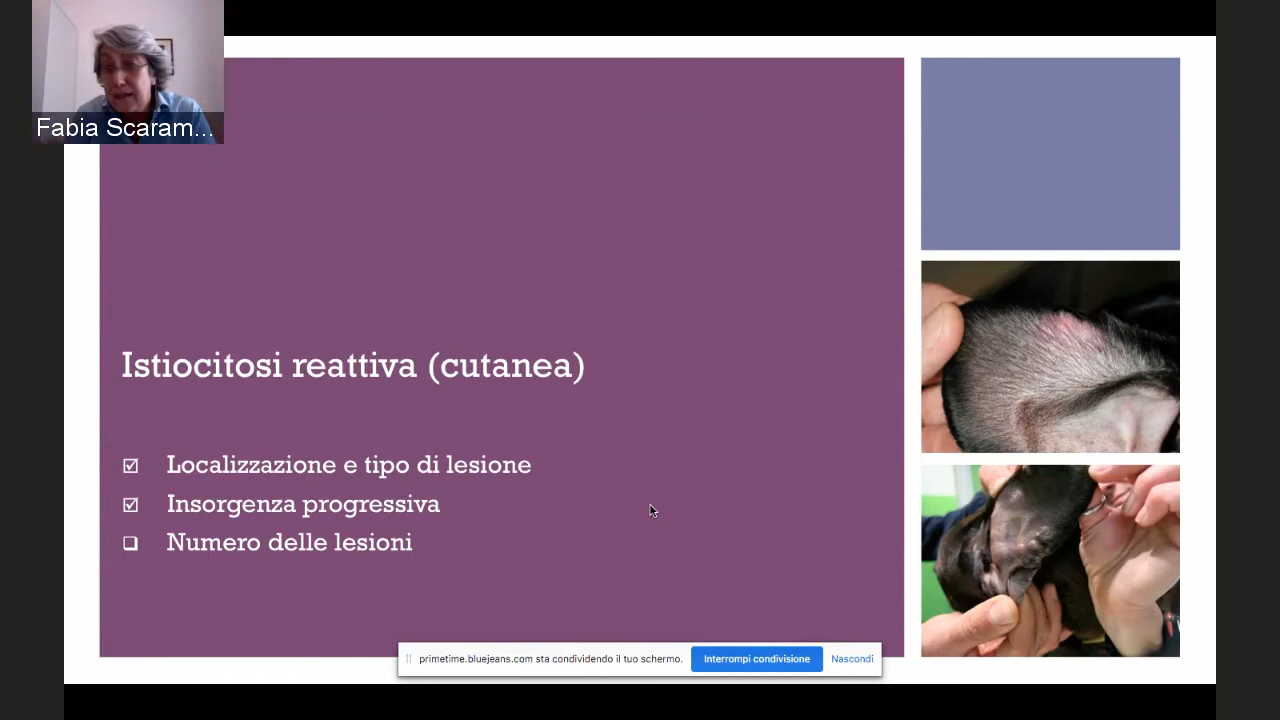 Fabia Scaram...
Istiocitosi reattiva (cutanea)
Localizzazione e tipo di lesione
Insorgenza progressiva
Numero delle lesioni
primetime.bluejeans.com sta condividendo il tuo schermo. Interrompi condivisione Nascondi